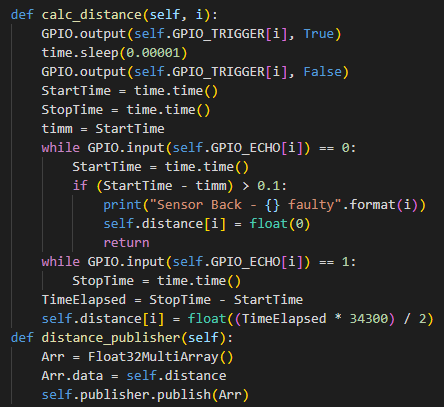 def calc_distance(self, i):
    GPIO.output(self.GPIO_TRIGGER[i], True)
    time.sleep(0.00001)
    GPIO.output(self.GPIO_TRIGGER[i], False)
    StartTime = time.time()
    StopTime = time.time()
    timm = StartTime
    while GPIO.input(self.GPIO_ECHO[i]) == 0:
        StartTime = time.time()
        if (StartTime - timm) > 0.1:
            print("Sensor Back - {} faulty".format(i))
            self.distance[i] = float(0)
            return
    while GPIO.input(self.GPIO_ECHO[i]) == 1:
        StopTime = time.time()
    TimeElapsed = StopTime - StartTime
    self.distance[i] = float((TimeElapsed * 34300) / 2)
def distance_publisher(self):
    Arr = Float32MultiArray()
    Arr.data = self.distance
    self.publisher.publish(Arr)